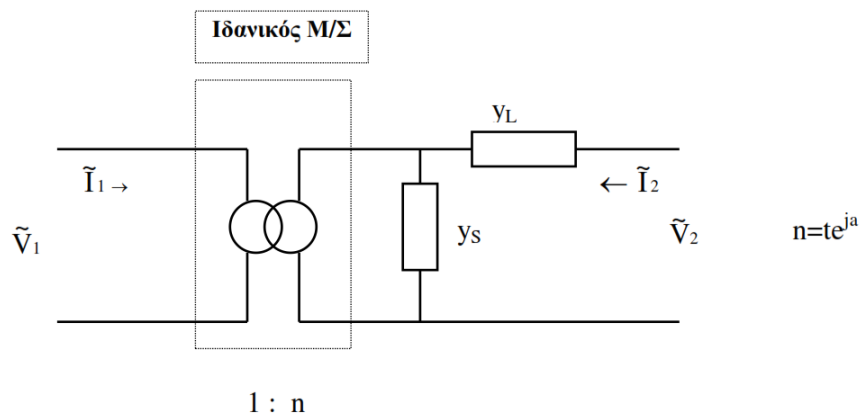 Ιδανικός Μ/Σ
y_L
Ĩ₁ →
← Ĩ₂
Ṽ₁
y_S
Ṽ₂
n=te^{ja}
1 : n